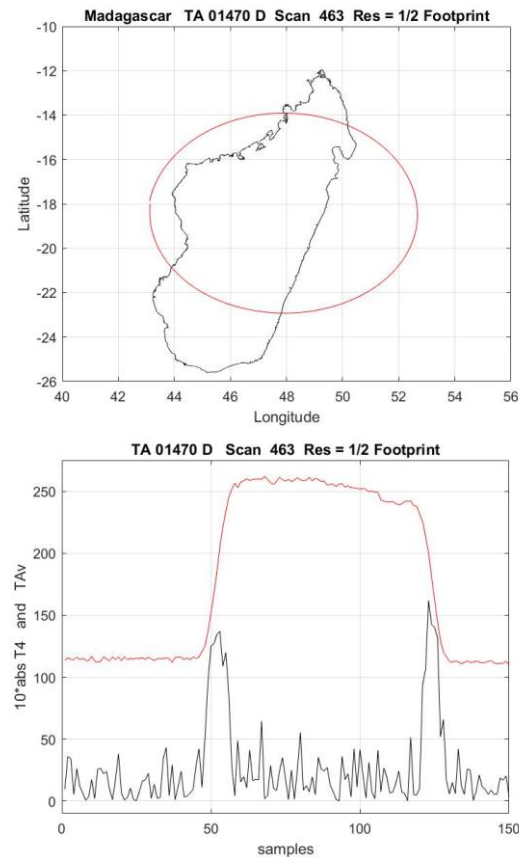 Madagascar TA 01470 D Scan 463 Res = 1/2 Footprint
-10
-12
-14
-16
-18
-20
-22
-24
-26
Latitude
40 42 44 46 48 50 52 54 56
Longitude
TA 01470 D Scan 463 Res = 1/2 Footprint
250
200
150
100
50
0
10*abs T4 and TAv
0 50 100 150
samples